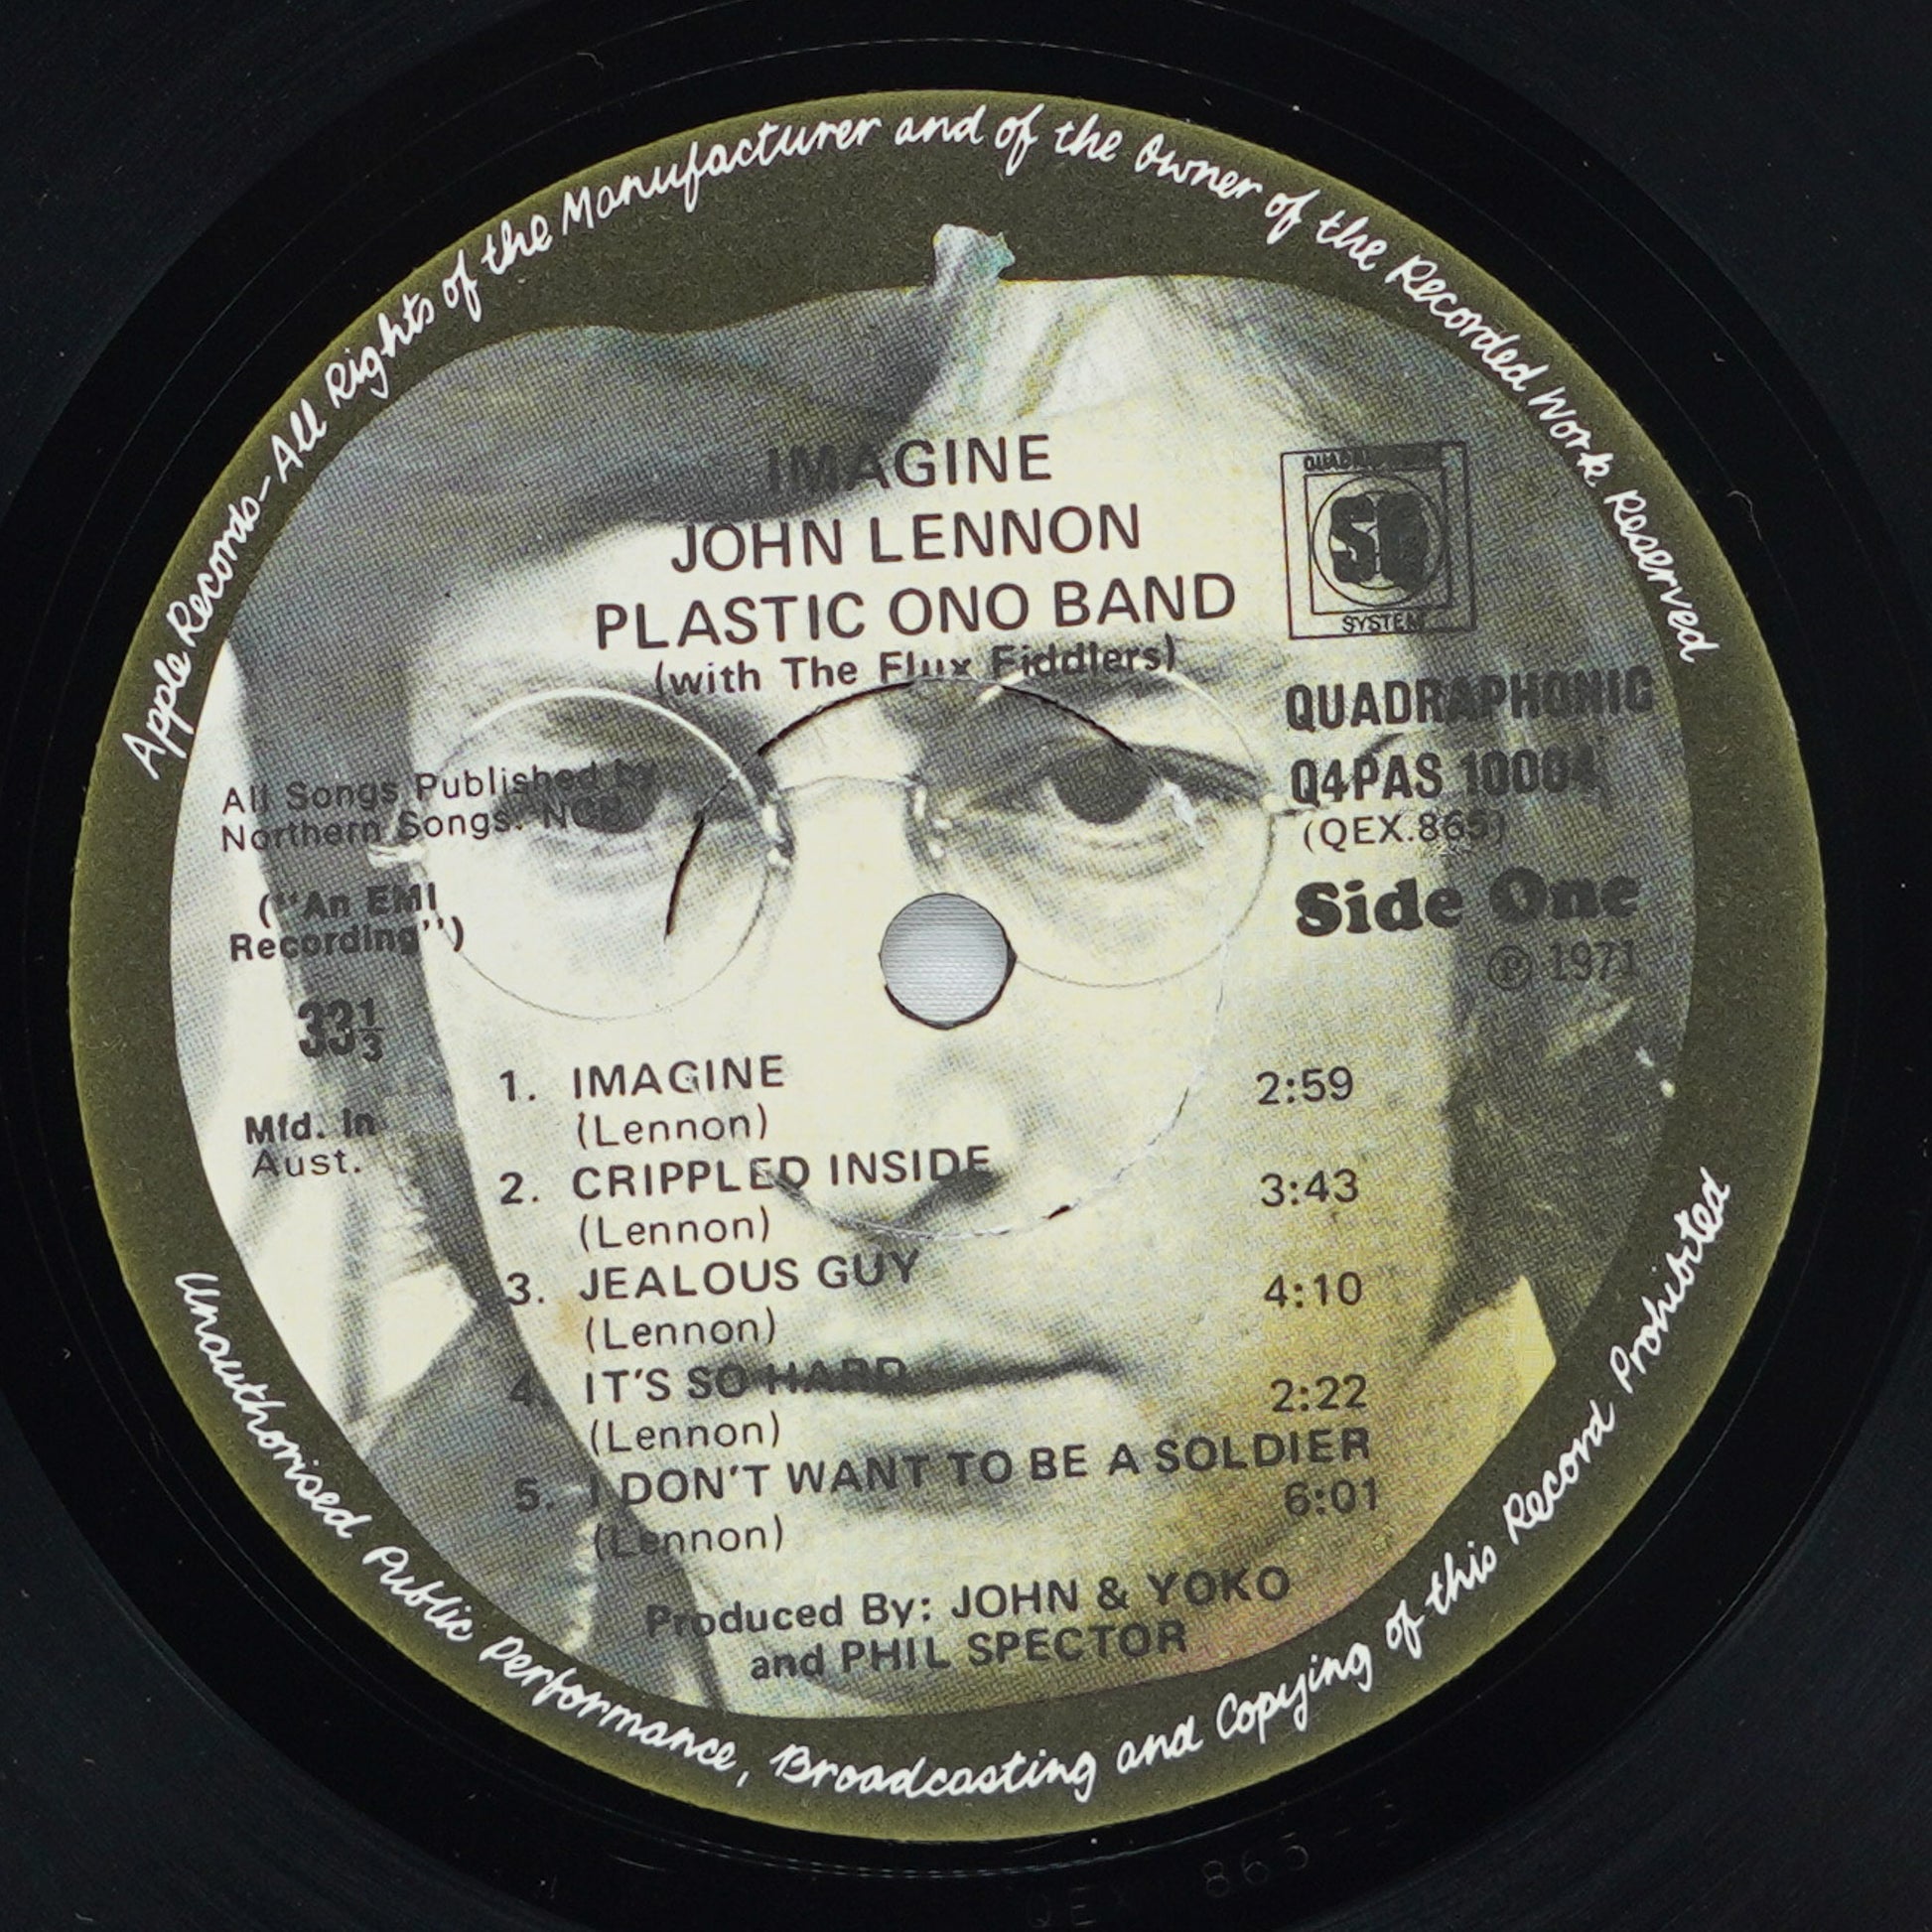 Apple Records-All Rights of the Manufacturer and of the Owner of the Recorded Work Reserved
IMAGINE
JOHN LENNON
PLASTIC ONO BAND
(with The Flux Fiddlers)
QUADRAPHONIC
SQ
SYSTEM
QUADRAPHONIC
Q4PAS 10004
(QEX.865)
Side One
℗ 1971
All Songs Published by
Northern Songs. NCB
("An EMI
Recording")
33⅓
Mfd. In
Aust.
1. IMAGINE 2:59
(Lennon)
2. CRIPPLED INSIDE 3:43
(Lennon)
3. JEALOUS GUY 4:10
(Lennon)
4. IT'S SO HARD 2:22
(Lennon)
5. I DON'T WANT TO BE A SOLDIER
6:01
(Lennon)
Produced By: JOHN & YOKO
and PHIL SPECTOR
Unauthorised Public Performance, Broadcasting and Copying of this Record Prohibited